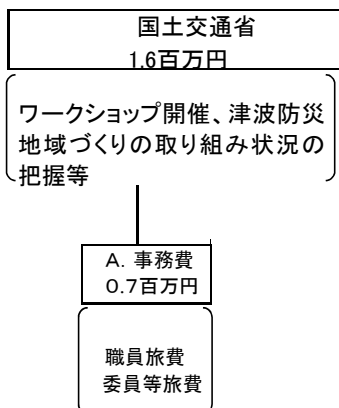 国土交通省
1.6百万円
ワークショップ開催、津波防災
地域づくりの取り組み状況の
把握等
A. 事務費
0.7百万円
職員旅費
委員等旅費